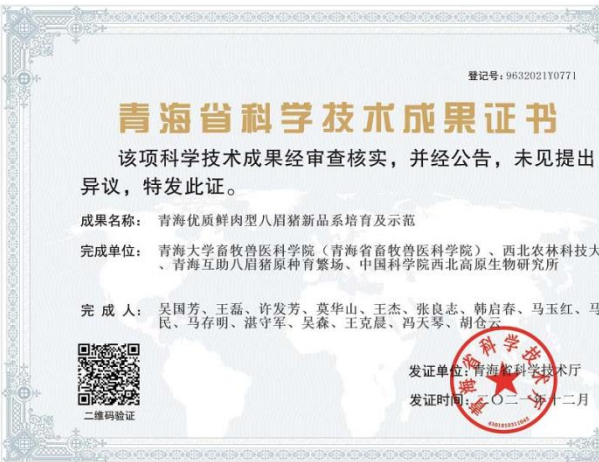 登记号：9632021Y0771
青海省科学技术成果证书
该项科学技术成果经审查核实，并经公告，未见提出
异议，特发此证。
成果名称： 青海优质鲜肉型八眉猪新品系培育及示范
完成单位： 青海大学畜牧兽医科学院（青海省畜牧兽医科学院）、西北农林科技大
、青海互助八眉猪原种育繁场、中国科学院西北高原生物研究所
完 成 人： 吴国芳、王磊、许发芳、莫华山、王杰、张良志、韩启春、马玉红、马
民、马存明、湛守军、吴森、王克晨、冯天琴、胡仓云
发证单位：青海省科学技术厅
发证时间：二〇二一年十二月
青海省科学技术厅
二维码验证